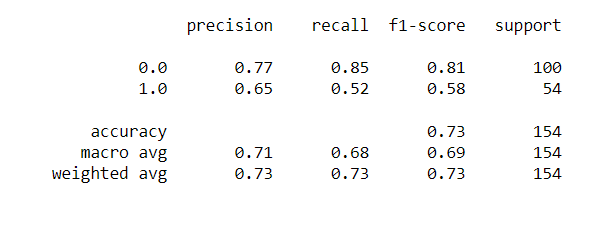 precision recall f1-score support
0.0 0.77 0.85 0.81 100
1.0 0.65 0.52 0.58 54
accuracy 0.73 154
macro avg 0.71 0.68 0.69 154
weighted avg 0.73 0.73 0.73 154